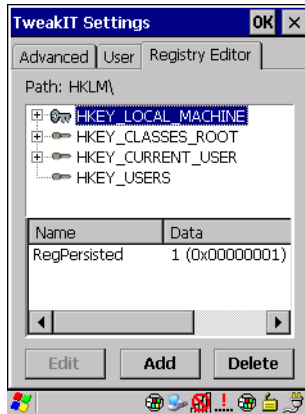 TweakIT Settings OK ×
Advanced User Registry Editor
Path: HKLM\
HKEY_LOCAL_MACHINE
HKEY_CLASSES_ROOT
HKEY_CURRENT_USER
HKEY_USERS
Name Data
RegPersisted 1 (0x00000001)
Edit Add Delete